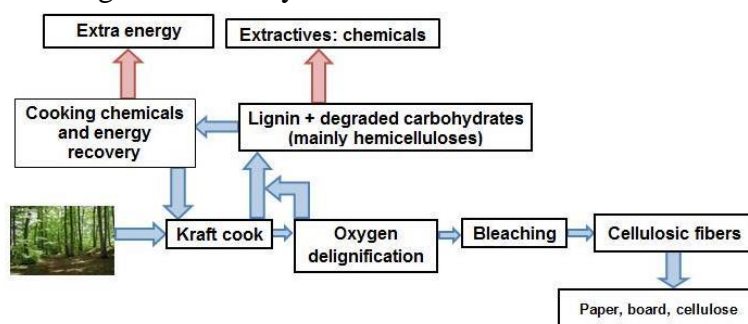 Extra energy
Extractives: chemicals
Cooking chemicals
and energy
recovery
Lignin + degraded carbohydrates
(mainly hemicelluloses)
Kraft cook
Oxygen
delignification
Bleaching
Cellulosic fibers
Paper, board, cellulose